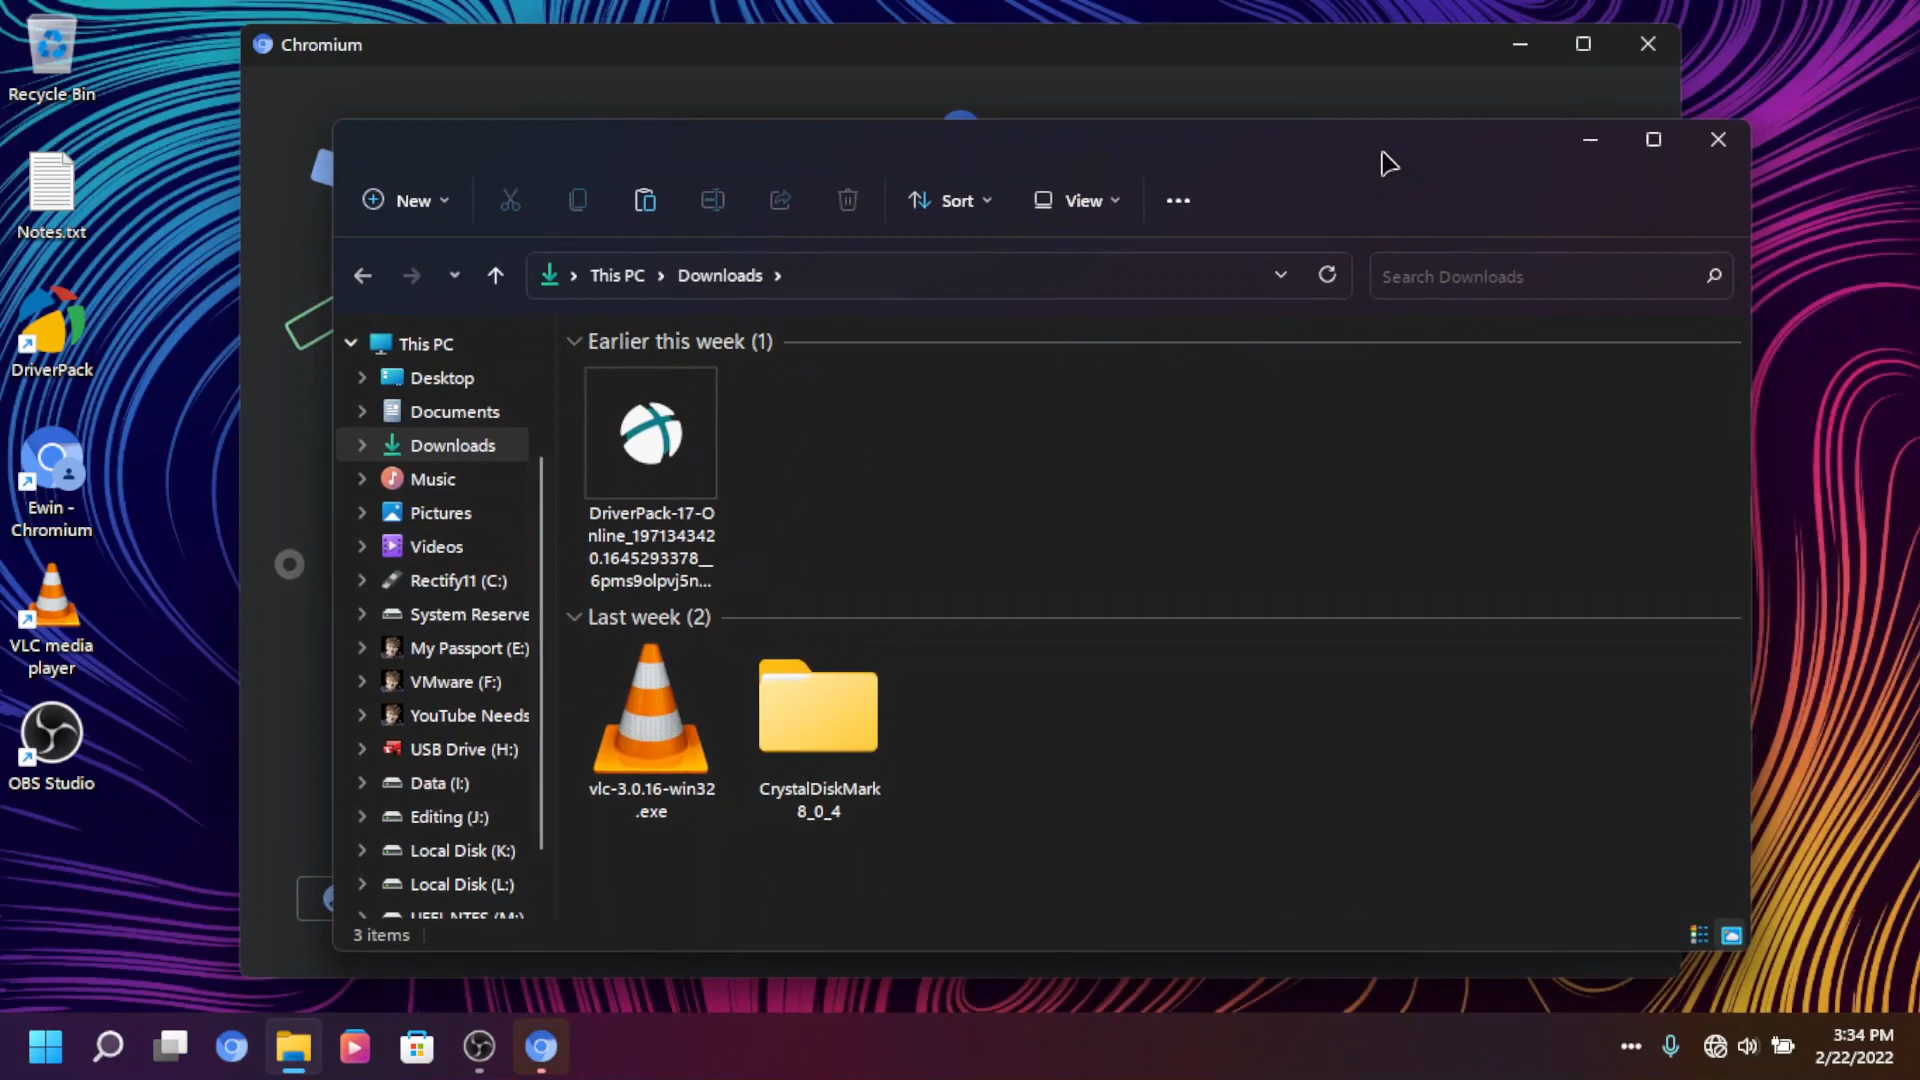 Recycle Bin
Notes.txt
DriverPack
Ewin -
Chromium
VLC media
player
OBS Studio
Chromium
New
Sort
View
This PC
Downloads
Search Downloads
This PC
Desktop
Documents
Downloads
Music
Pictures
Videos
Rectify11 (C:)
System Reserve
My Passport (E:)
VMware (F:)
YouTube Needs
USB Drive (H:)
Data (I:)
Editing (J:)
Local Disk (K:)
Local Disk (L:)
Earlier this week (1)
DriverPack-17-O
nline_197134342
0.1645293378__
6pms9olpvj5n...
Last week (2)
vlc-3.0.16-win32
.exe
CrystalDiskMark
8_0_4
3 items
3:34 PM
2/22/2022